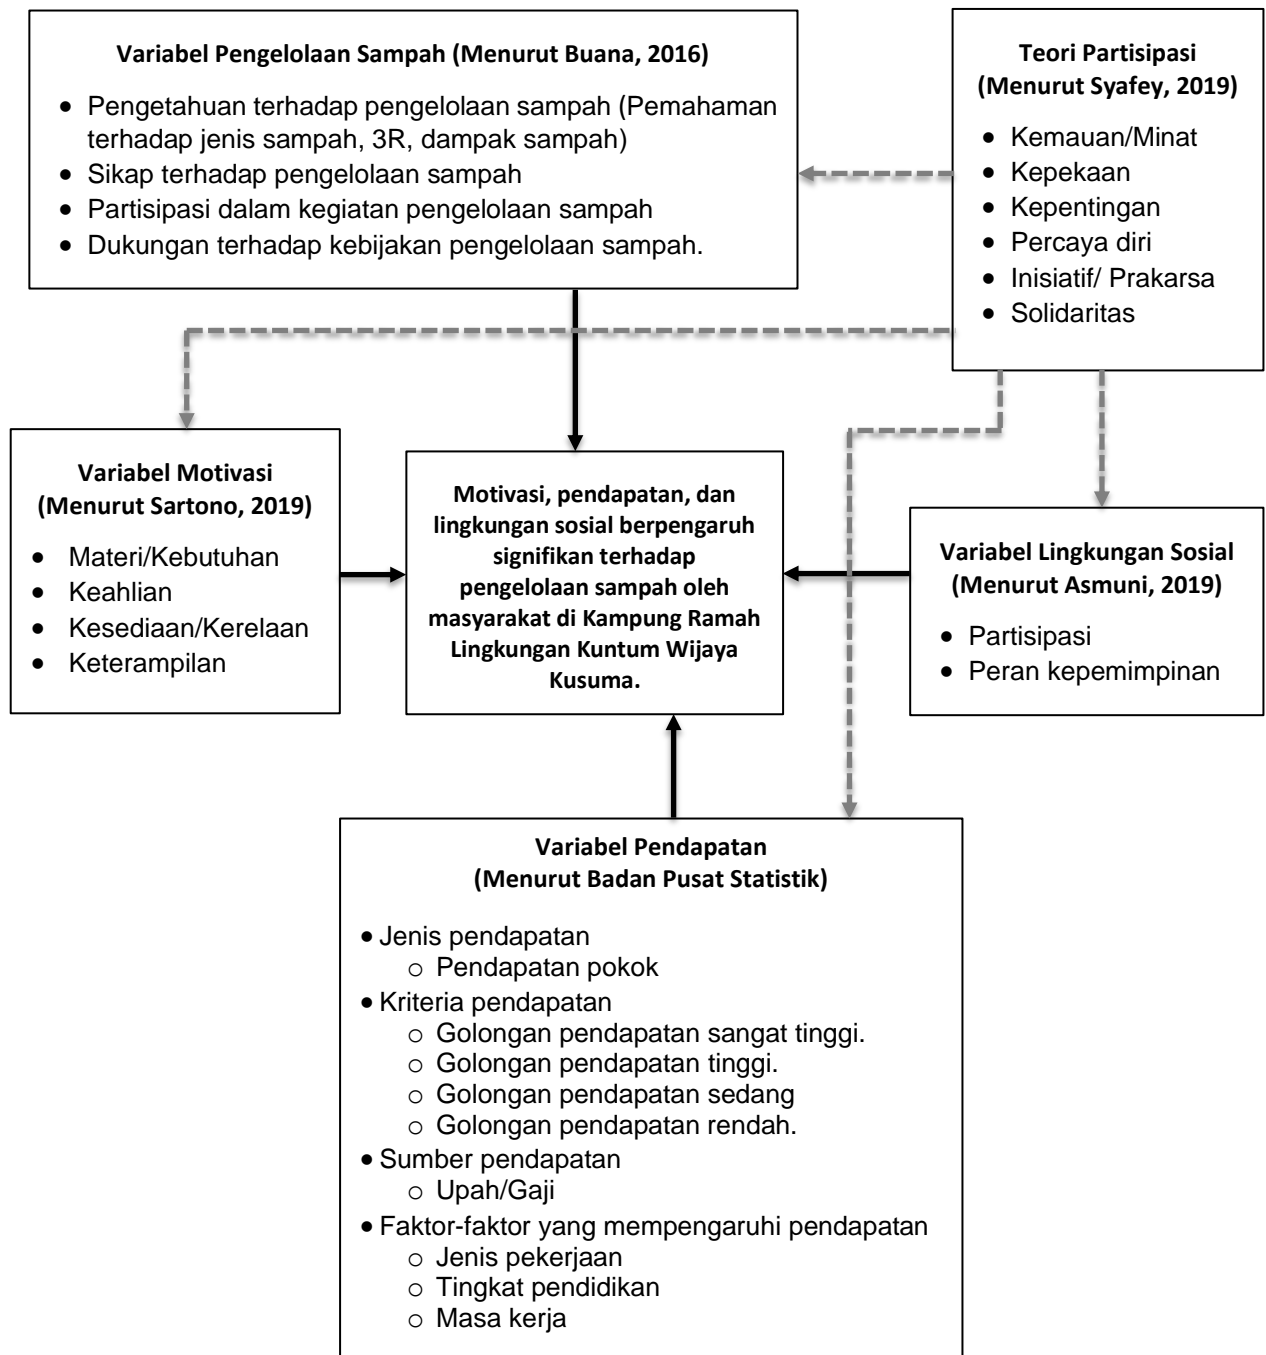 Variabel Pengelolaan Sampah (Menurut Buana, 2016)
• Pengetahuan terhadap pengelolaan sampah (Pemahaman
terhadap jenis sampah, 3R, dampak sampah)
• Sikap terhadap pengelolaan sampah
• Partisipasi dalam kegiatan pengelolaan sampah
• Dukungan terhadap kebijakan pengelolaan sampah.
Teori Partisipasi
(Menurut Syafey, 2019)
• Kemauan/Minat
• Kepekaan
• Kepentingan
• Percaya diri
• Inisiatif/ Prakarsa
• Solidaritas
Variabel Motivasi
(Menurut Sartono, 2019)
• Materi/Kebutuhan
• Keahlian
• Kesediaan/Kerelaan
• Keterampilan
Motivasi, pendapatan, dan
lingkungan sosial berpengaruh
signifikan terhadap
pengelolaan sampah oleh
masyarakat di Kampung Ramah
Lingkungan Kuntum Wijaya
Kusuma.
Variabel Lingkungan Sosial
(Menurut Asmuni, 2019)
• Partisipasi
• Peran kepemimpinan
Variabel Pendapatan
(Menurut Badan Pusat Statistik)
• Jenis pendapatan
o Pendapatan pokok
• Kriteria pendapatan
o Golongan pendapatan sangat tinggi.
o Golongan pendapatan tinggi.
o Golongan pendapatan sedang
o Golongan pendapatan rendah.
• Sumber pendapatan
o Upah/Gaji
• Faktor-faktor yang mempengaruhi pendapatan
o Jenis pekerjaan
o Tingkat pendidikan
o Masa kerja